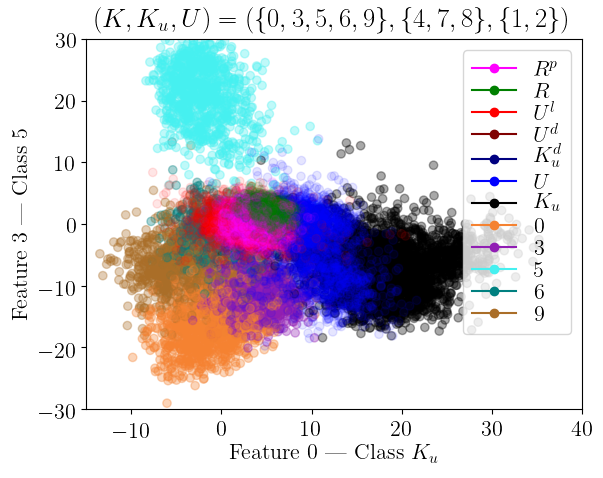 (K, K_u, U) = ({0, 3, 5, 6, 9}, {4, 7, 8}, {1, 2})
30
20
10
0
−10
−20
−30
Feature 3 — Class 5
R^p
R
U^l
U^d
K_u^d
U
K_u
0
3
5
6
9
−10
0
10
20
30
40
Feature 0 — Class K_u